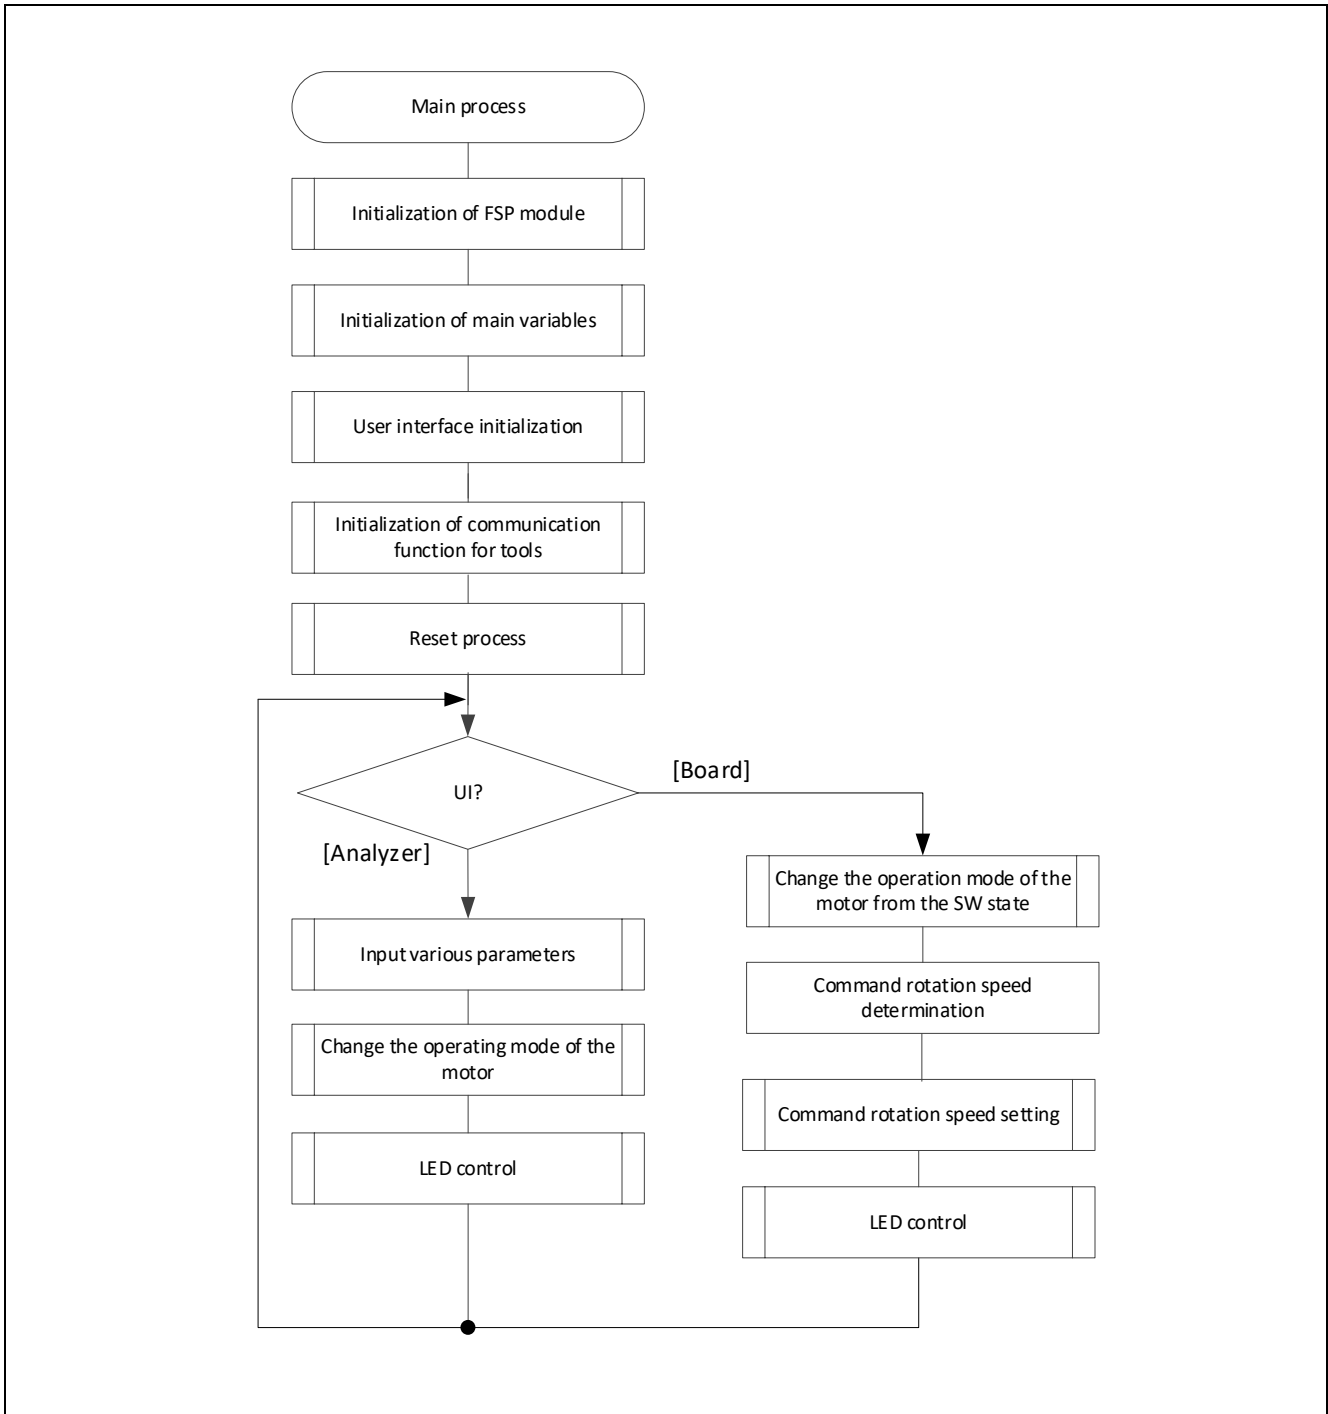 Main process
Initialization of FSP module
Initialization of main variables
User interface initialization
Initialization of communication
function for tools
Reset process
UI?
[Board]
[Analyzer]
Input various parameters
Change the operating mode of the
motor
LED control
Change the operation mode of the
motor from the SW state
Command rotation speed
determination
Command rotation speed setting
LED control